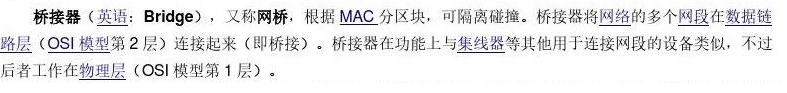 桥接器（英语：Bridge），又称网桥，根据 MAC 分区块，可隔离碰撞。桥接器将网络的多个网段在数据链
路层（OSI 模型第 2 层）连接起来（即桥接）。桥接器在功能上与集线器等其他用于连接网段的设备类似，不过
后者工作在物理层（OSI 模型第 1 层）。